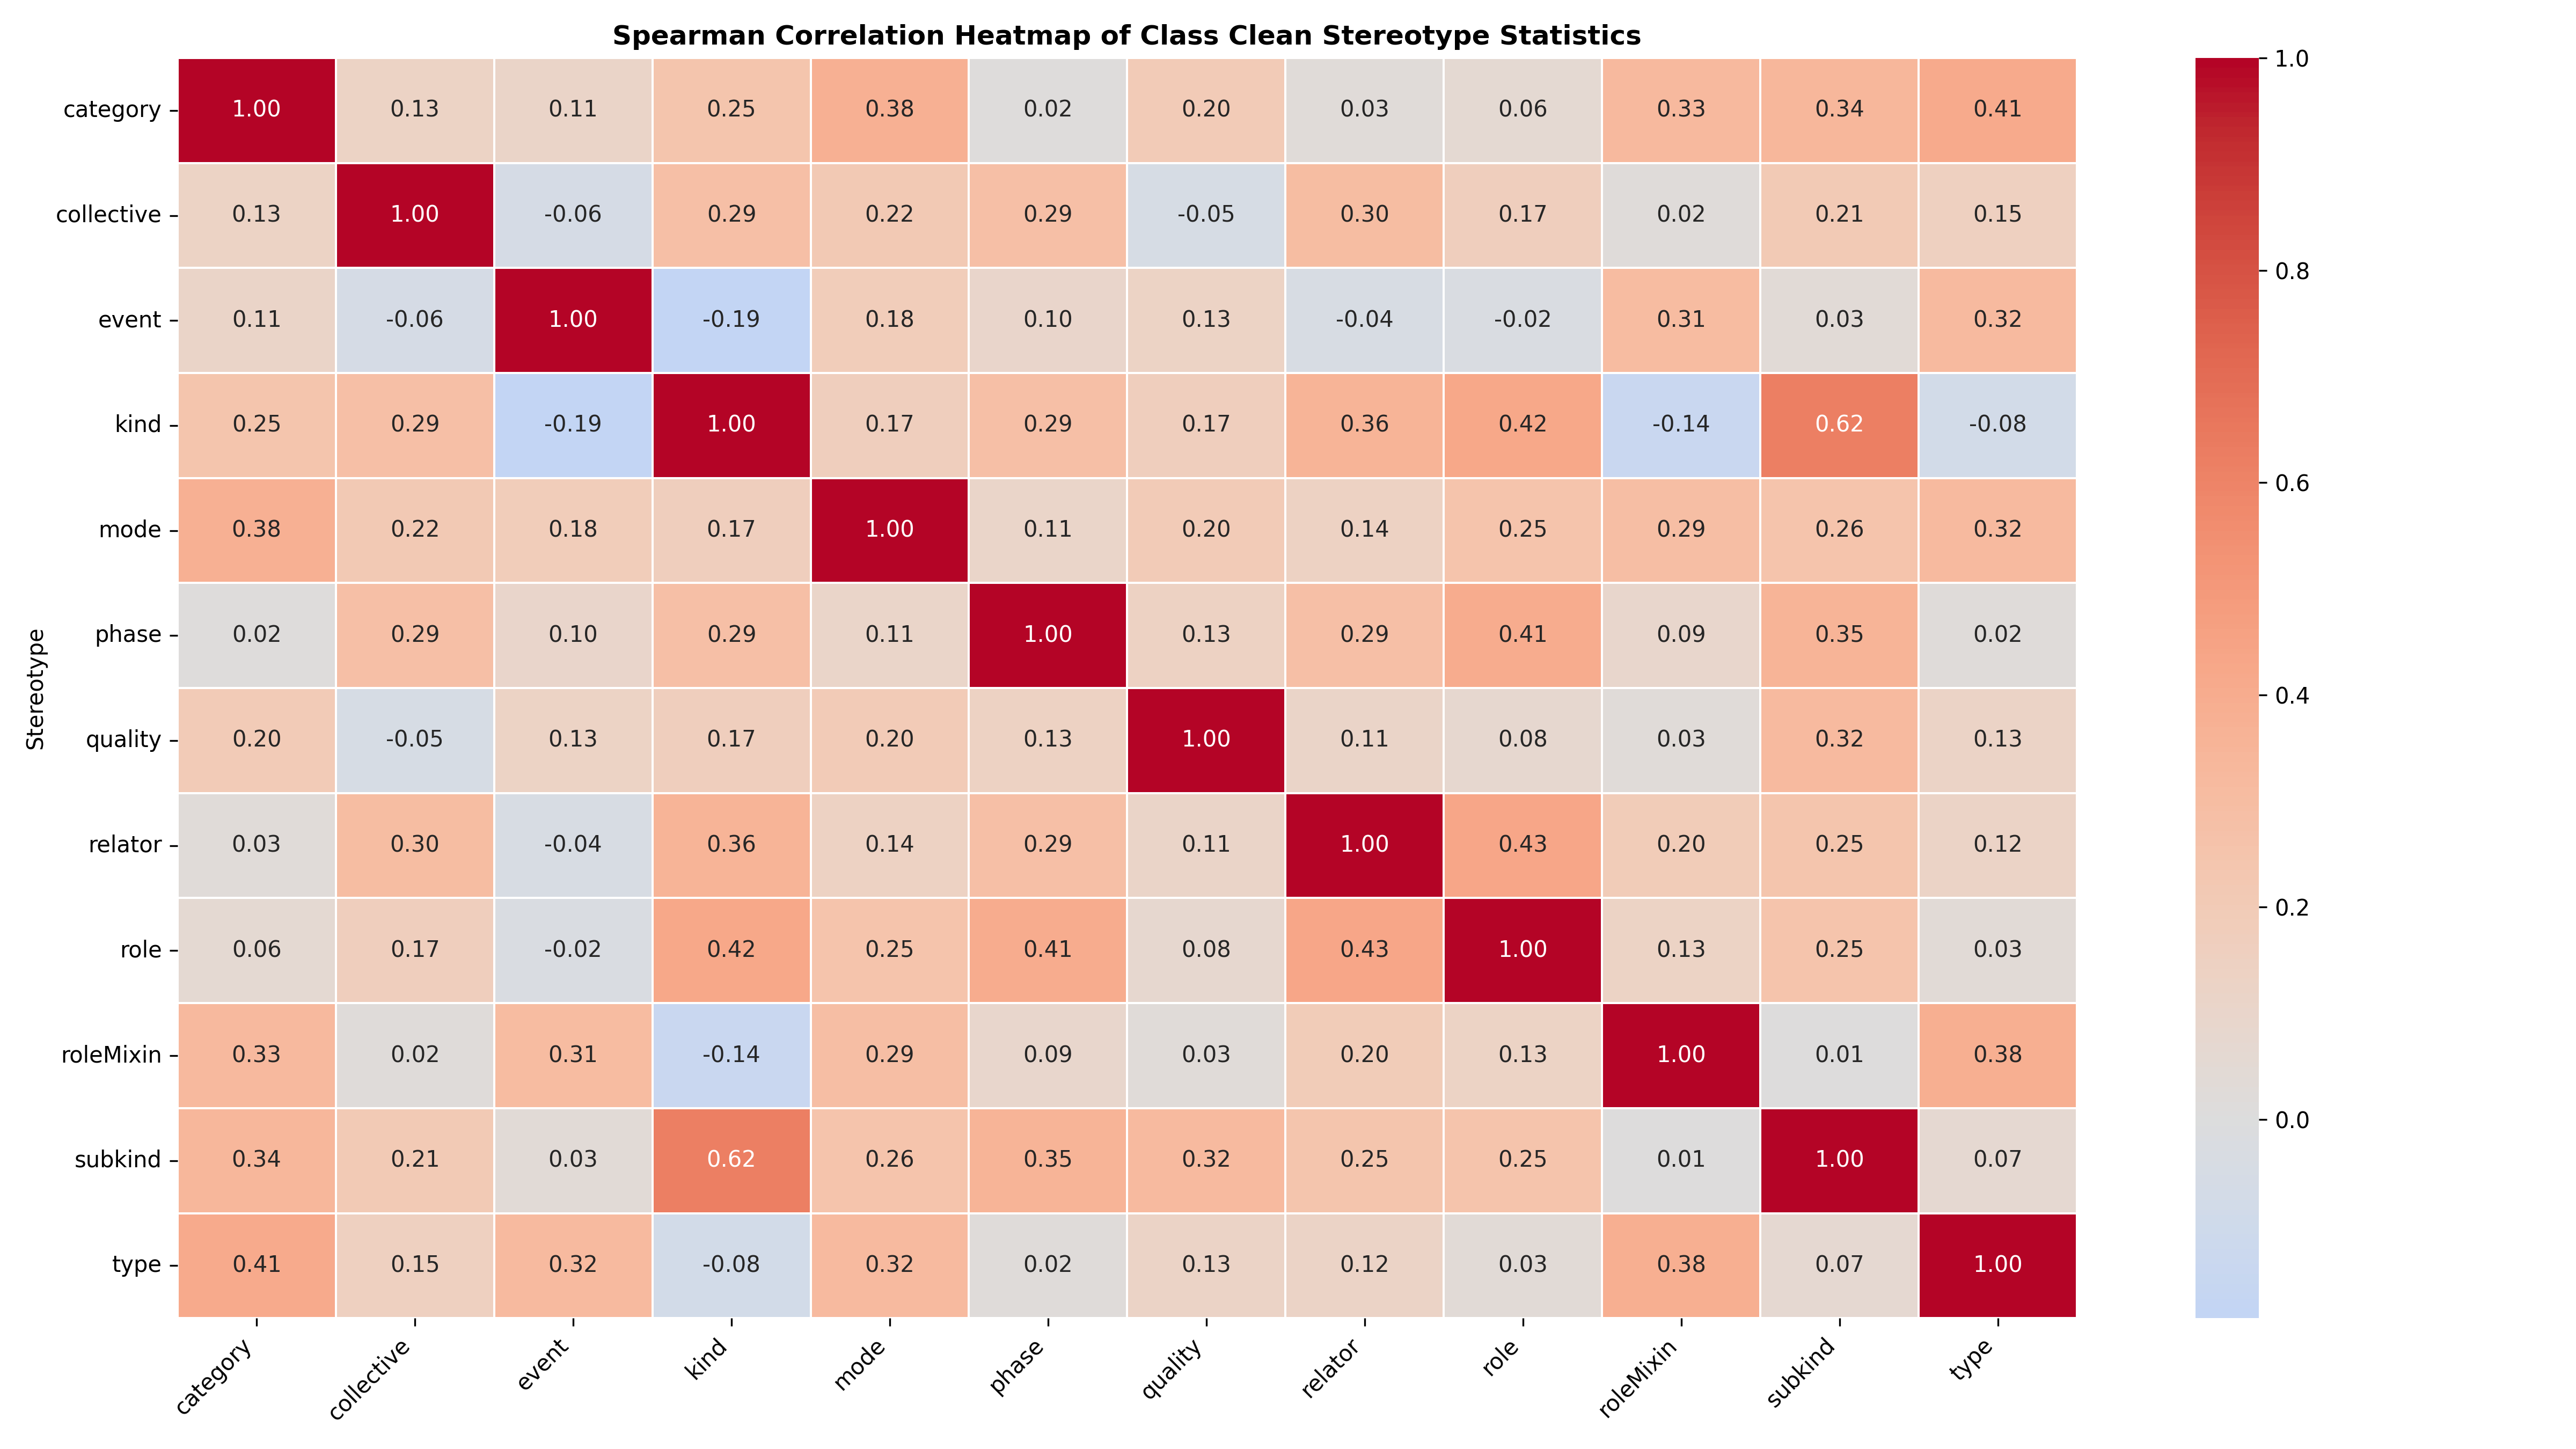 Spearman Correlation Heatmap of Class Clean Stereotype Statistics
Stereotype
category 1.00 0.13 0.11 0.25 0.38 0.02 0.20 0.03 0.06 0.33 0.34 0.41
collective 0.13 1.00 -0.06 0.29 0.22 0.29 -0.05 0.30 0.17 0.02 0.21 0.15
event 0.11 -0.06 1.00 -0.19 0.18 0.10 0.13 -0.04 -0.02 0.31 0.03 0.32
kind 0.25 0.29 -0.19 1.00 0.17 0.29 0.17 0.36 0.42 -0.14 0.62 -0.08
mode 0.38 0.22 0.18 0.17 1.00 0.11 0.20 0.14 0.25 0.29 0.26 0.32
phase 0.02 0.29 0.10 0.29 0.11 1.00 0.13 0.29 0.41 0.09 0.35 0.02
quality 0.20 -0.05 0.13 0.17 0.20 0.13 1.00 0.11 0.08 0.03 0.32 0.13
relator 0.03 0.30 -0.04 0.36 0.14 0.29 0.11 1.00 0.43 0.20 0.25 0.12
role 0.06 0.17 -0.02 0.42 0.25 0.41 0.08 0.43 1.00 0.13 0.25 0.03
roleMixin 0.33 0.02 0.31 -0.14 0.29 0.09 0.03 0.20 0.13 1.00 0.01 0.38
subkind 0.34 0.21 0.03 0.62 0.26 0.35 0.32 0.25 0.25 0.01 1.00 0.07
type 0.41 0.15 0.32 -0.08 0.32 0.02 0.13 0.12 0.03 0.38 0.07 1.00
category collective event kind mode phase quality relator role roleMixin subkind type
1.0
0.8
0.6
0.4
0.2
0.0